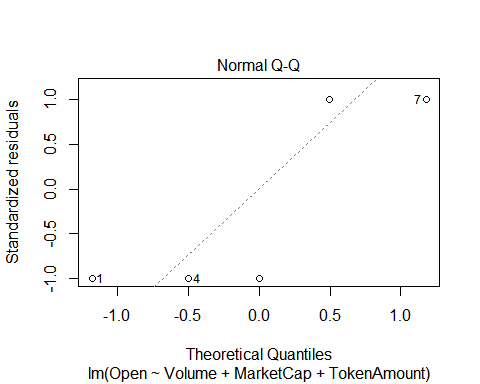 Normal Q-Q
Standardized residuals
1.0
0.5
0.0
-0.5
-1.0
7
1
4
-1.0 -0.5 0.0 0.5 1.0
Theoretical Quantiles
lm(Open ~ Volume + MarketCap + TokenAmount)